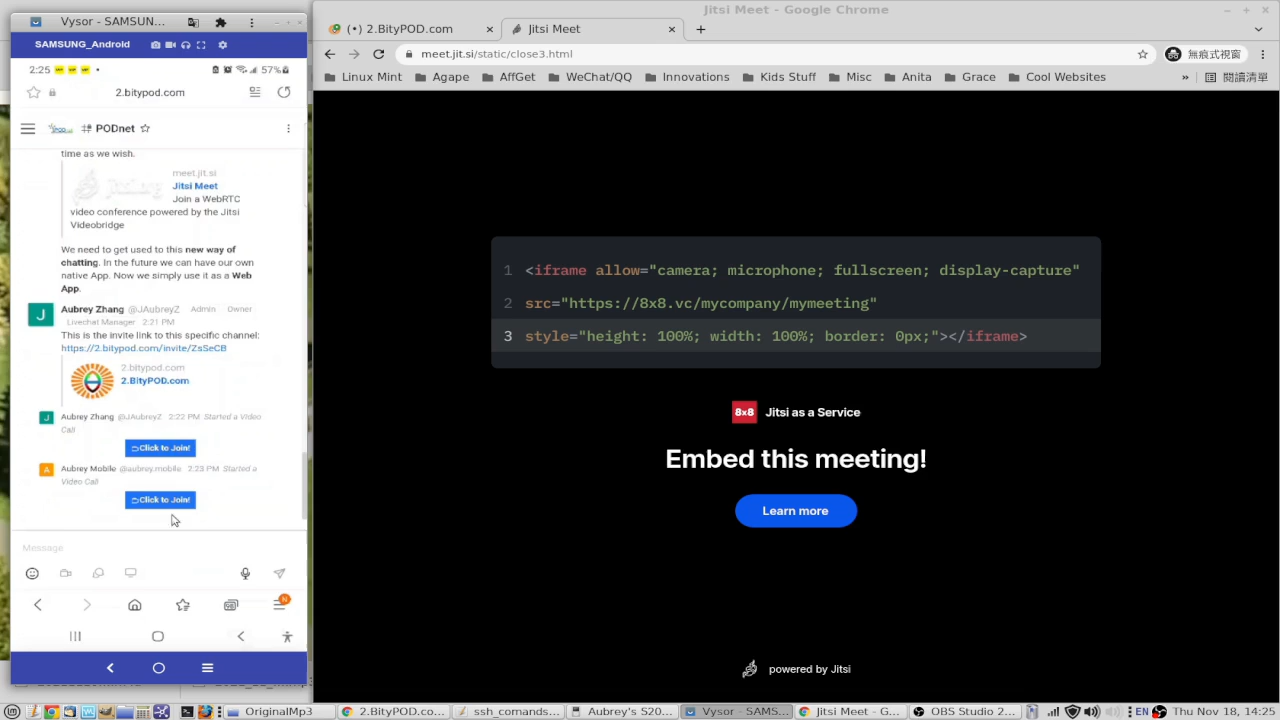 Vysor - SAMSUN...
SAMSUNG_Android
2:25
57%
2.bitypod.com
# PODnet
time as we wish.
meet.jit.si
Jitsi Meet
Join a WebRTC
video conference powered by the Jitsi
Videobridge
We need to get used to this new way of
chatting. In the future we can have our own
native App. Now we simply use it as a Web
App.
J
Aubrey Zhang @JAubreyZ Admin Owner
Livechat Manager 2:21 PM
This is the invite link to this specific channel:
https://2.bitypod.com/invite/ZsSeCB
2.bitypod.com
2.BityPOD.com
J
Aubrey Zhang @JAubreyZ 2:22 PM Started a Video
Call
Click to Join!
A
Aubrey Mobile @aubrey.mobile 2:23 PM Started a
Video Call
Click to Join!
Message
N
Jitsi Meet - Google Chrome
(•) 2.BityPOD.com
Jitsi Meet
meet.jit.si/static/close3.html
無痕式視窗
Linux Mint
Agape
AffGet
WeChat/QQ
Innovations
Kids Stuff
Misc
Anita
Grace
Cool Websites
»
閱讀清單
1 <iframe allow="camera; microphone; fullscreen; display-capture"
2 src="https://8x8.vc/mycompany/mymeeting"
3 style="height: 100%; width: 100%; border: 0px;"></iframe>
8x8 Jitsi as a Service
Embed this meeting!
Learn more
powered by Jitsi
OriginalMp3
2.BityPOD.co...
ssh_comands...
Aubrey's S20...
Vysor - SAMS...
Jitsi Meet - Go...
OBS Studio 2...
EN
Thu Nov 18, 14:25